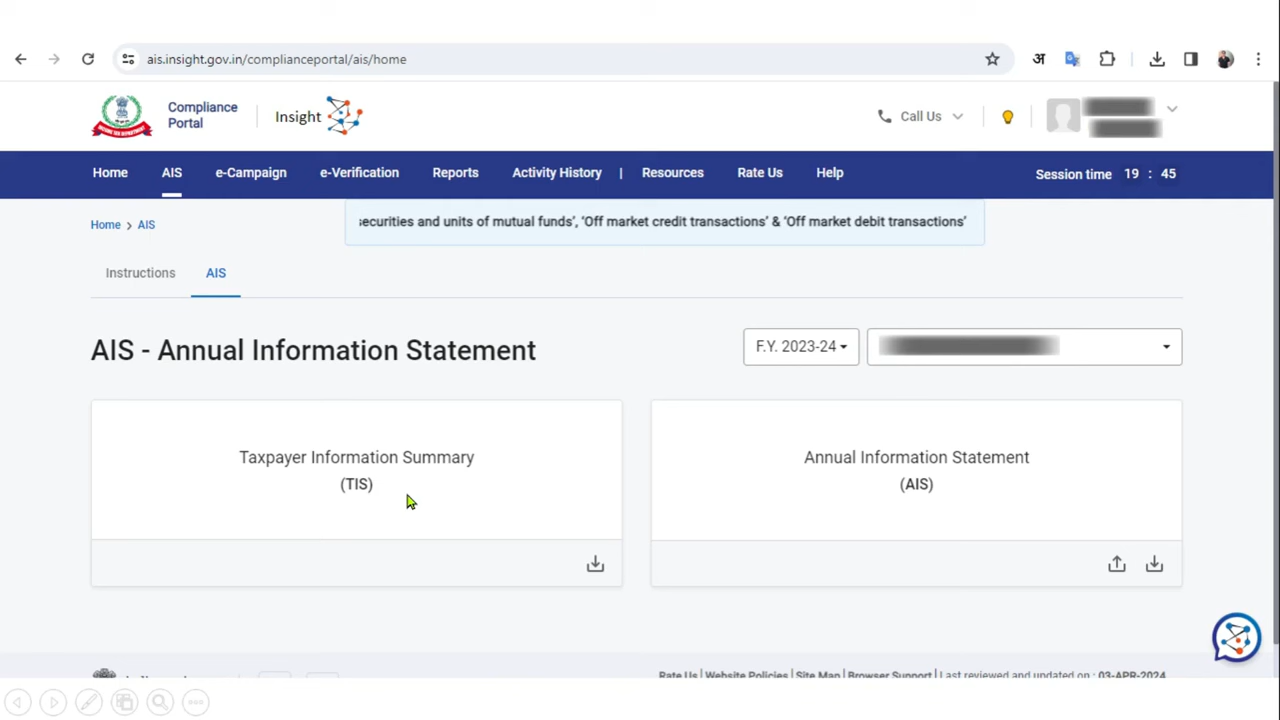 ais.insight.gov.in/complianceportal/ais/home
अ
Compliance
Portal
Insight
Call Us
Home
AIS
e-Campaign
e-Verification
Reports
Activity History
|
Resources
Rate Us
Help
Session time 19 : 45
Home > AIS
securities and units of mutual funds', 'Off market credit transactions' & 'Off market debit transactions'
Instructions
AIS
AIS - Annual Information Statement
F.Y. 2023-24
Taxpayer Information Summary
(TIS)
Annual Information Statement
(AIS)
Rate Us | Website Policies | Site Map | Browser Support | Last reviewed and updated on : 03-APR-2024